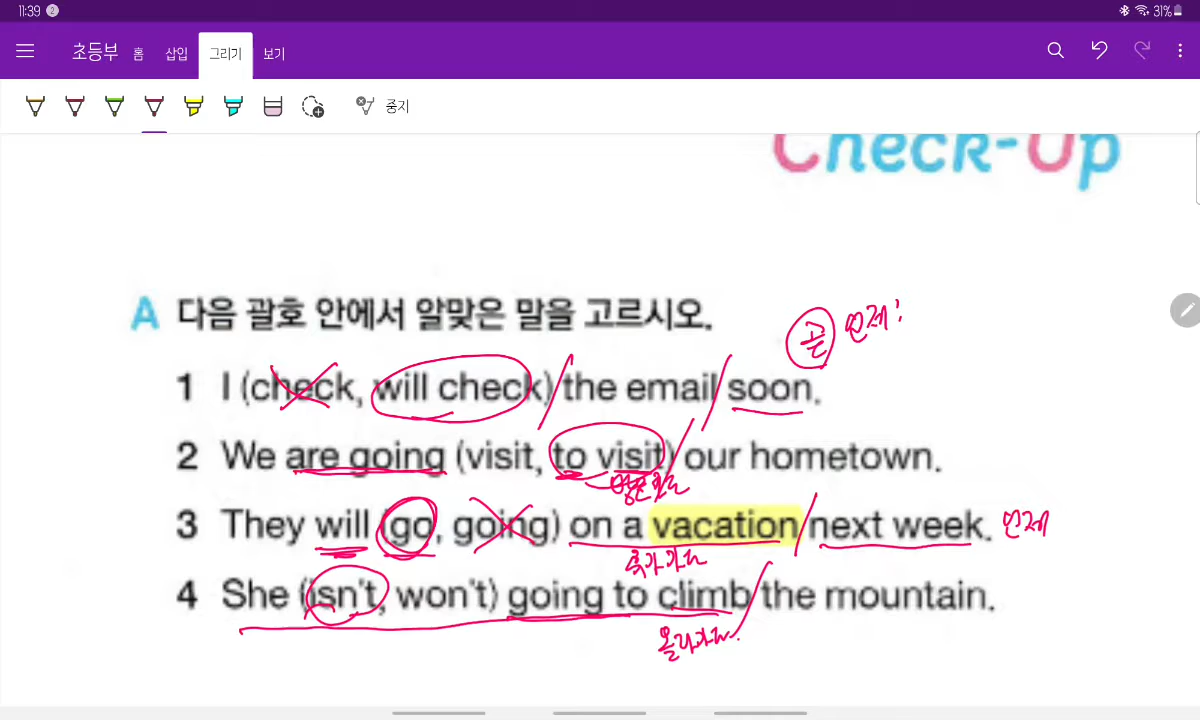 11:39 2 31%
초등부 홈 삽입 그리기 보기
중지
Check-Up
A 다음 괄호 안에서 알맞은 말을 고르시오.
곧 언제?
1 I (check, will check) the email soon.
2 We are going (visit, to visit) our hometown.
3 They will (go, going) on a vacation next week. 언제
휴가가다
4 She (isn't, won't) going to climb the mountain.
올라가다